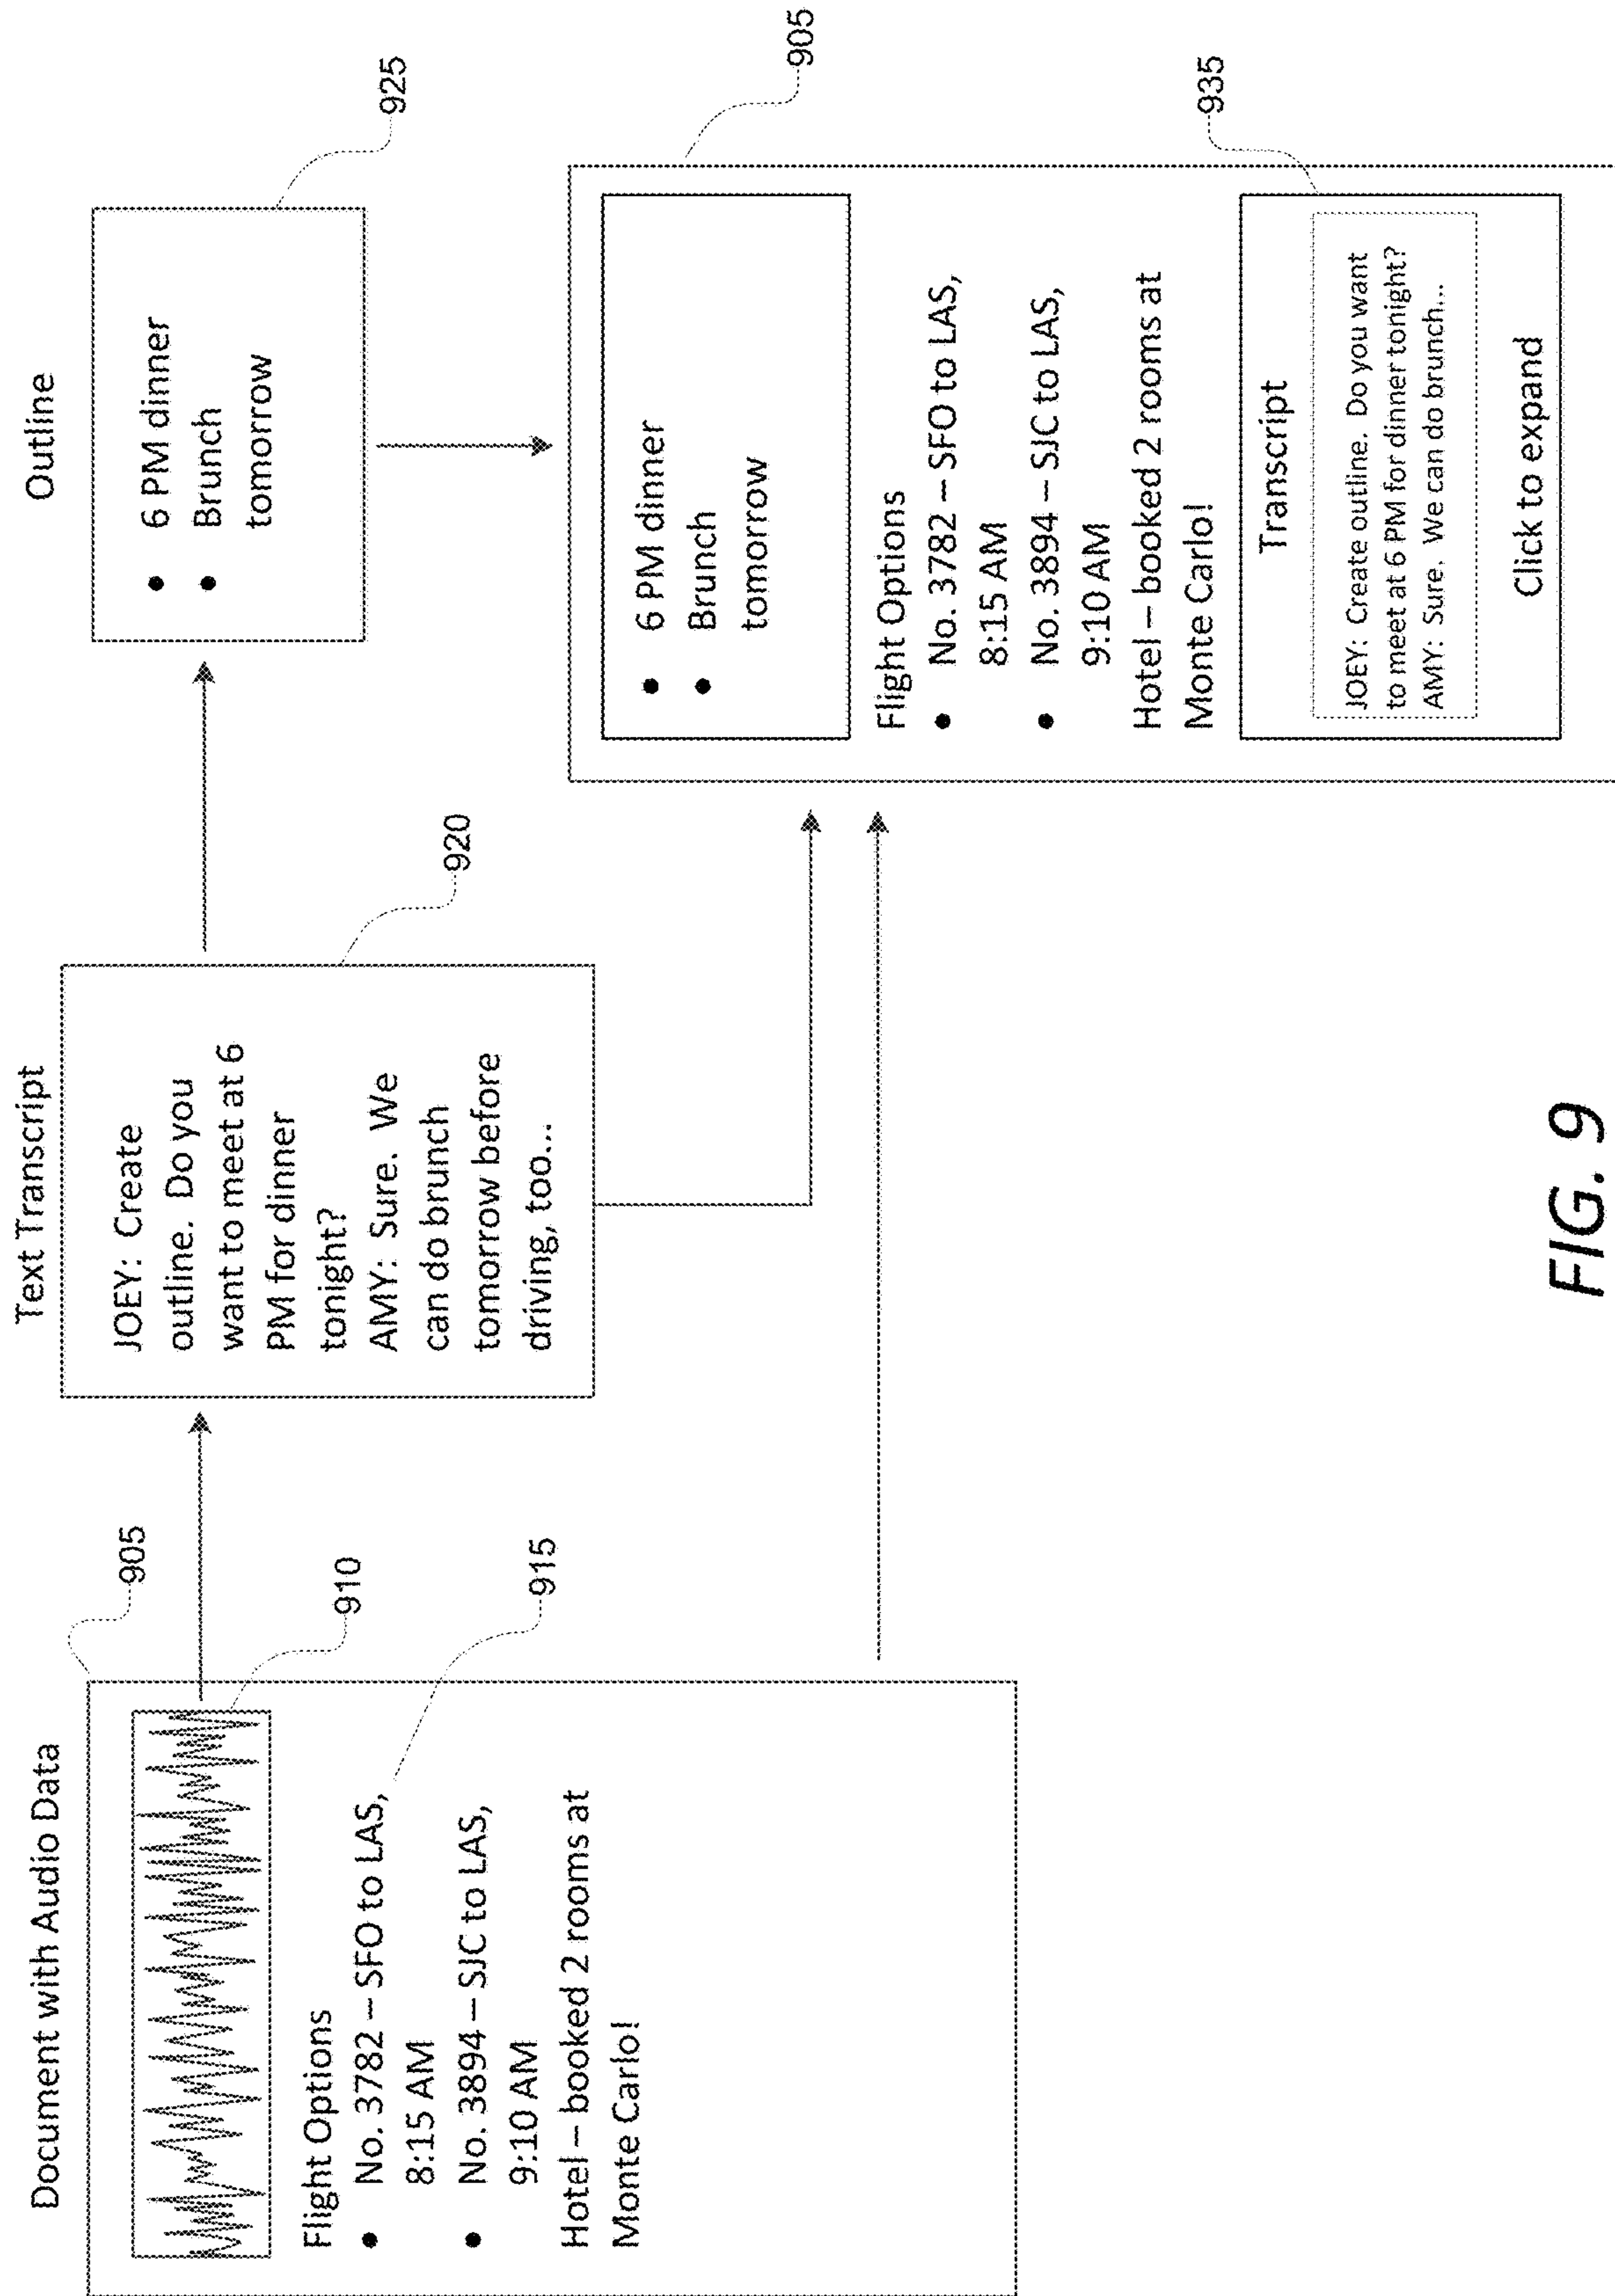 Document with Audio Data
905
910
Flight Options
• No. 3782 – SFO to LAS,
8:15 AM
• No. 3894 – SJC to LAS,
9:10 AM
Hotel – booked 2 rooms at
Monte Carlo!
915
Text Transcript
JOEY: Create
outline. Do you
want to meet at 6
PM for dinner
tonight?
AMY: Sure. We
can do brunch
tomorrow before
driving, too...
920
Outline
• 6 PM dinner
• Brunch
tomorrow
925
905
• 6 PM dinner
• Brunch
tomorrow
Flight Options
• No. 3782 – SFO to LAS,
8:15 AM
• No. 3894 – SJC to LAS,
9:10 AM
Hotel – booked 2 rooms at
Monte Carlo!
Transcript
935
JOEY: Create outline. Do you want
to meet at 6 PM for dinner tonight?
AMY: Sure. We can do brunch...
Click to expand
FIG. 9